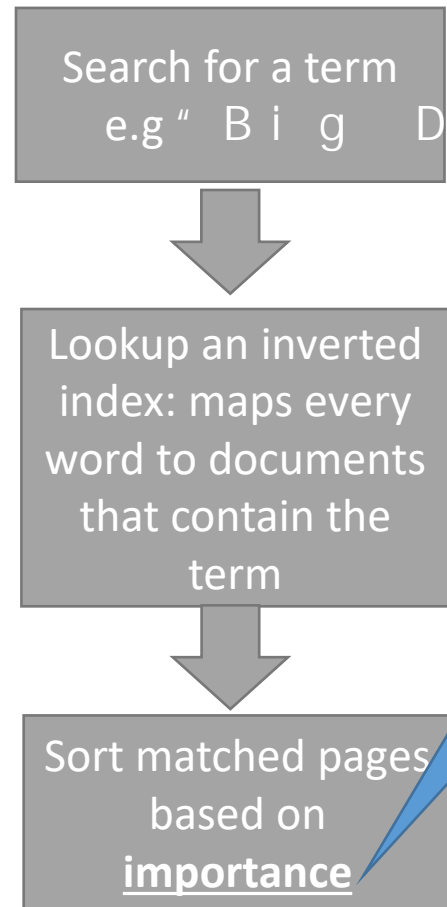 Search for a term
e.g “ B i g D
Lookup an inverted
index: maps every
word to documents
that contain the
term
Sort matched pages
based on
importance